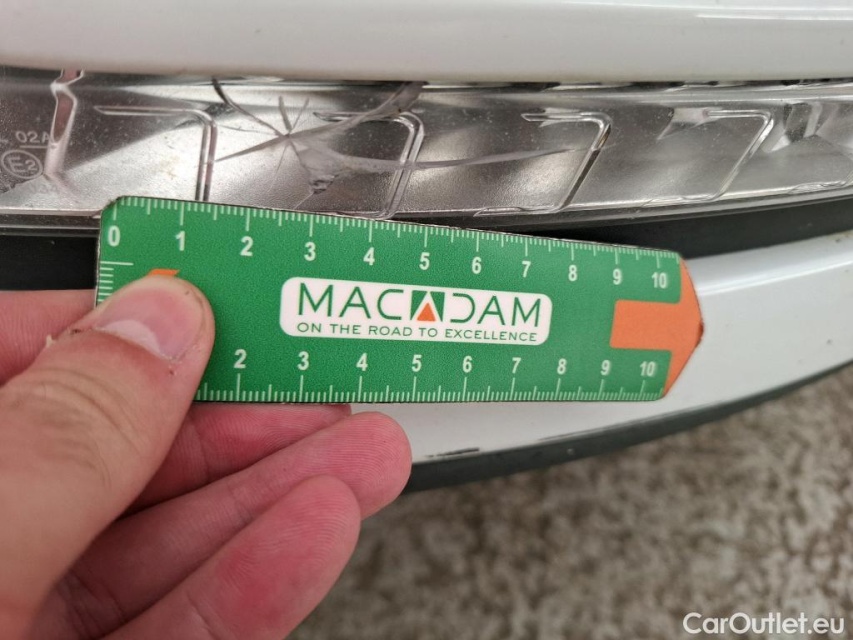 02A
E2
0 1 2 3 4 5 6 7 8 9 10
MACADAM
ON THE ROAD TO EXCELLENCE
2 3 4 5 6 7 8 9 10
CarOutlet.eu